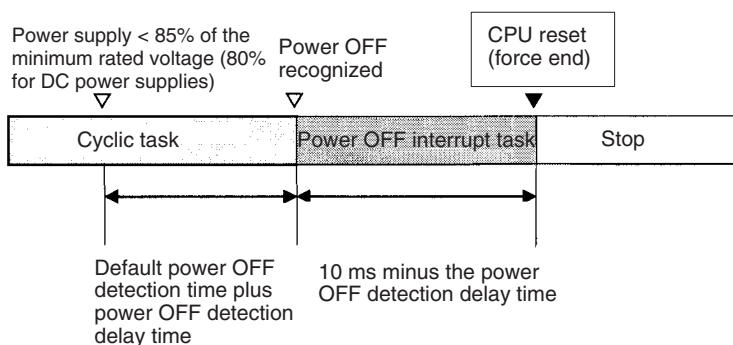 Power supply < 85% of the
minimum rated voltage (80%
for DC power supplies)
Power OFF
recognized
CPU reset
(force end)
Cyclic task
Power OFF interrupt task
Stop
Default power OFF
detection time plus
power OFF detection
delay time
10 ms minus the power
OFF detection delay time